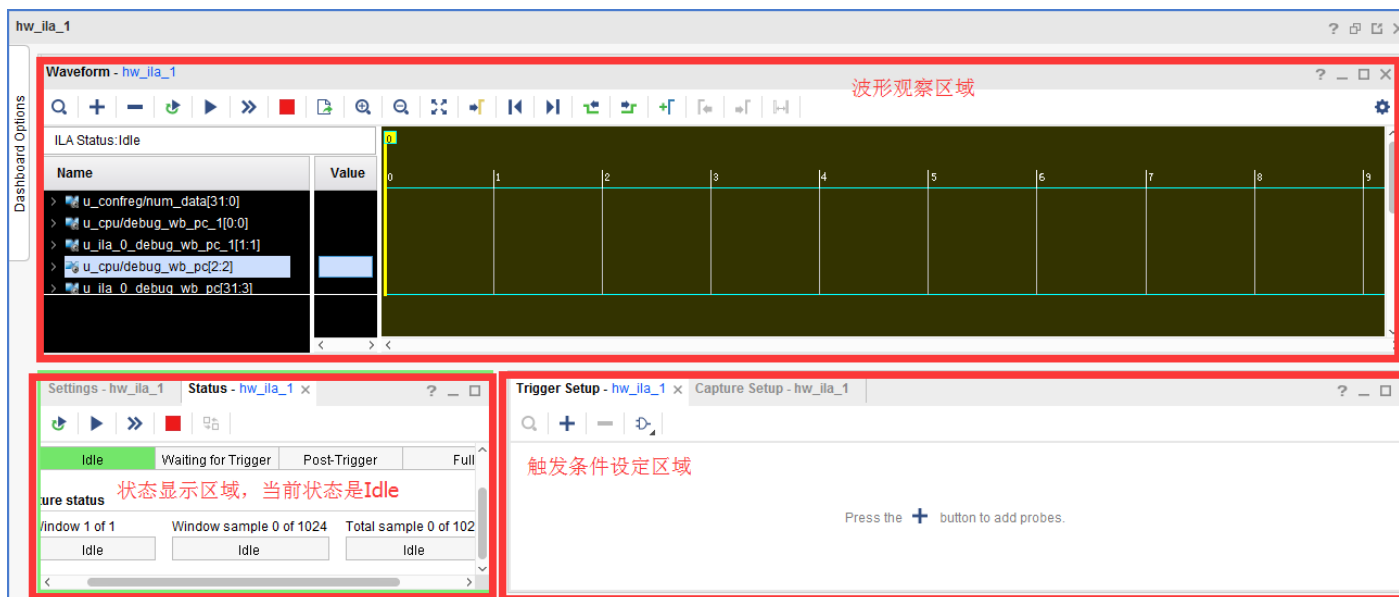 hw_ila_1
Dashboard Options
Waveform - hw_ila_1
波形观察区域
ILA Status:Idle
Name Value
0
0 1 2 3 4 5 6 7 8 9
u_confreg/num_data[31:0]
u_cpu/debug_wb_pc_1[0:0]
u_ila_0_debug_wb_pc_1[1:1]
u_cpu/debug_wb_pc[2:2]
u_ila_0_debug_wb_pc[31:3]
Settings - hw_ila_1 Status - hw_ila_1
Idle Waiting for Trigger Post-Trigger Full
ture status
状态显示区域，当前状态是Idle
Window 1 of 1 Window sample 0 of 1024 Total sample 0 of 102
Idle Idle Idle
Trigger Setup - hw_ila_1 Capture Setup - hw_ila_1
触发条件设定区域
Press the + button to add probes.